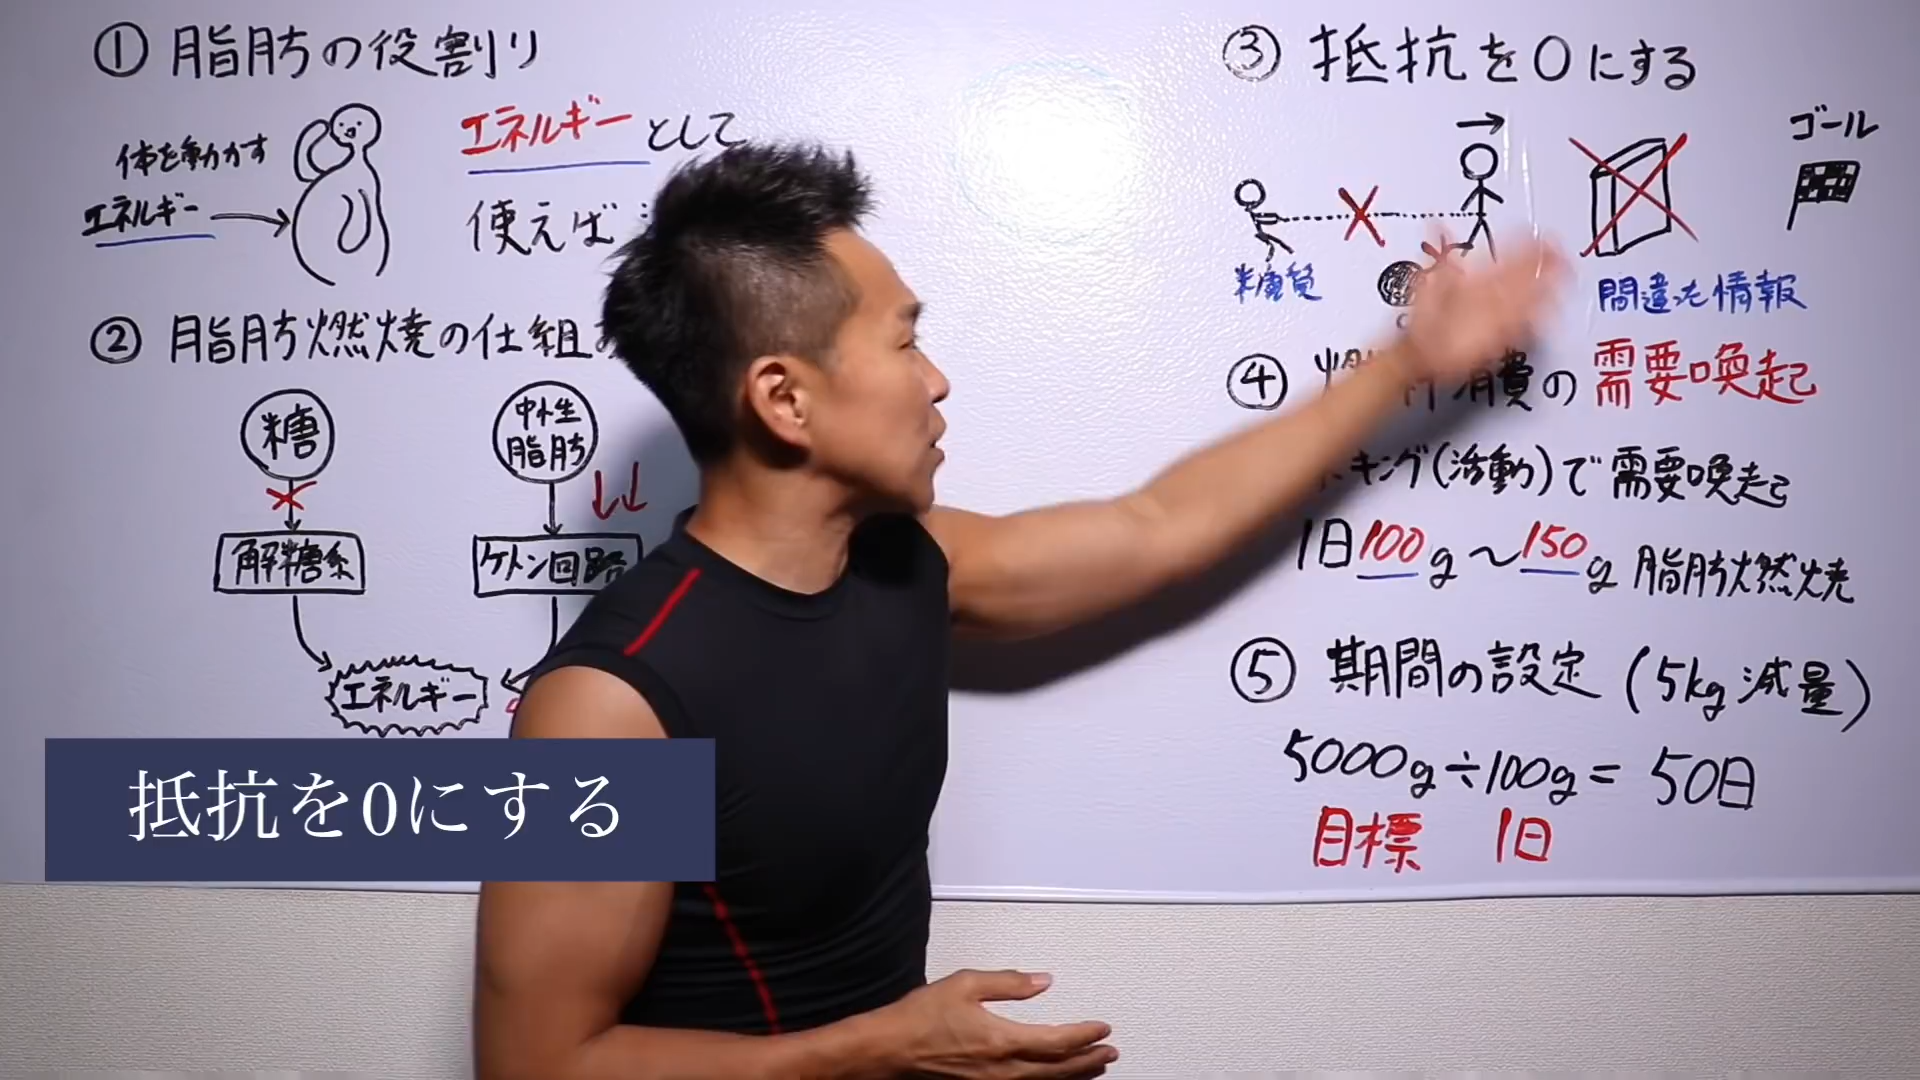 ① 脂肪の役割り
体を動かす
エネルギー
エネルギーとして
使えば
② 脂肪燃焼の仕組
糖
中性
脂肪
解糖系
ケトン回路
エネルギー
③ 抵抗を0にする
ゴール
糖質
間違った情報
④ 消費の需要喚起
キング(活動)で需要喚起
1日100g～150g 脂肪燃焼
⑤ 期間の設定 (5kg減量)
5000g÷100g= 50日
目標 1日
抵抗を0にする